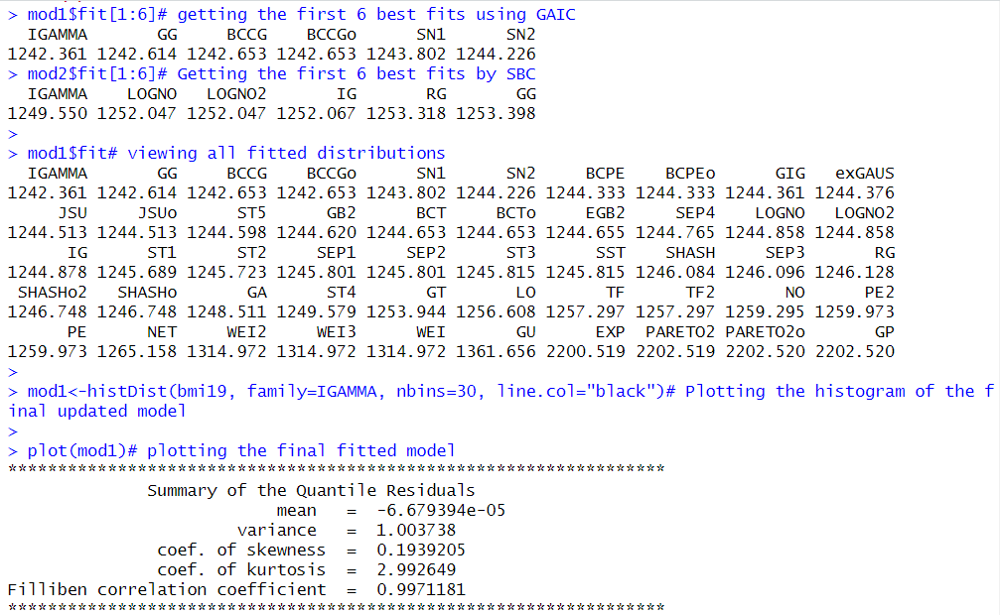 > mod1$fit[1:6]# getting the first 6 best fits using GAIC
IGAMMA GG BCCG BCCGo SN1 SN2
1242.361 1242.614 1242.653 1242.653 1243.802 1244.226
> mod2$fit[1:6]# Getting the first 6 best fits by SBC
IGAMMA LOGNO LOGNO2 IG RG GG
1249.550 1252.047 1252.047 1252.067 1253.318 1253.398
>
> mod1$fit# viewing all fitted distributions
IGAMMA GG BCCG BCCGo SN1 SN2 BCPE BCPEo GIG exGAUS
1242.361 1242.614 1242.653 1242.653 1243.802 1244.226 1244.333 1244.333 1244.361 1244.376
JSU JSUo ST5 GB2 BCT BCTo EGB2 SEP4 LOGNO LOGNO2
1244.513 1244.513 1244.598 1244.620 1244.653 1244.653 1244.655 1244.765 1244.858 1244.858
IG ST1 ST2 SEP1 SEP2 ST3 SST SHASH SEP3 RG
1244.878 1245.689 1245.723 1245.801 1245.801 1245.815 1245.815 1246.084 1246.096 1246.128
SHASHo2 SHASHo GA ST4 GT LO TF TF2 NO PE2
1246.748 1246.748 1248.511 1249.579 1253.944 1256.608 1257.297 1257.297 1259.295 1259.973
PE NET WEI2 WEI3 WEI GU EXP PARETO2 PARETO2o GP
1259.973 1265.158 1314.972 1314.972 1314.972 1361.656 2200.519 2202.519 2202.520 2202.520
>
> mod1<-histDist(bmi19, family=IGAMMA, nbins=30, line.col="black")# Plotting the histogram of the f
inal updated model
>
> plot(mod1)# plotting the final fitted model
******************************************************************
Summary of the Quantile Residuals
mean = -6.679394e-05
variance = 1.003738
coef. of skewness = 0.1939205
coef. of kurtosis = 2.992649
Filliben correlation coefficient = 0.9971181
******************************************************************